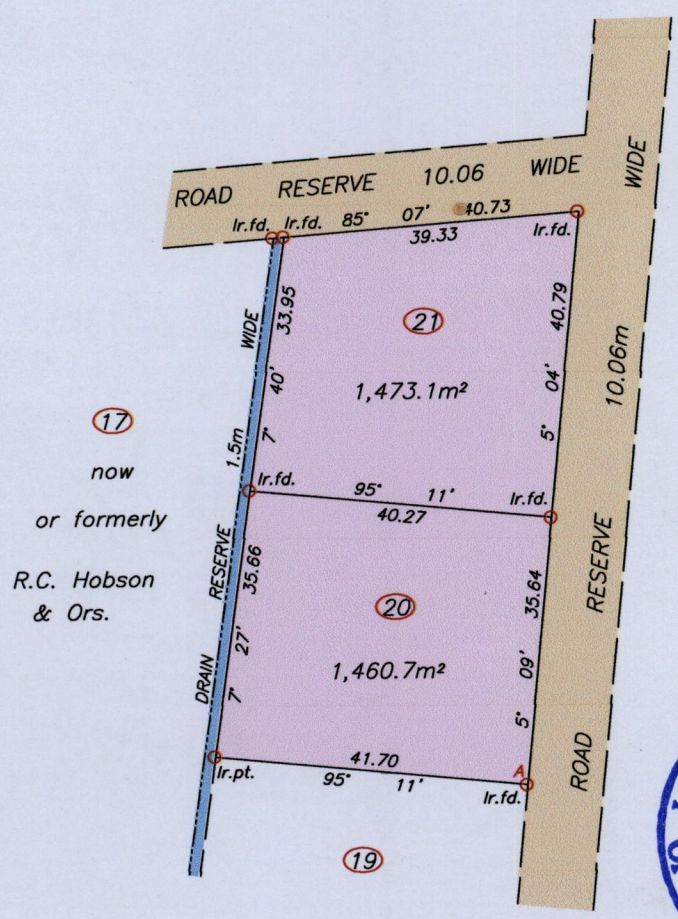 ROAD RESERVE 10.06 WIDE
WIDE
Ir.fd. Ir.fd. 85° 07' 40.73
39.33
Ir.fd.
33.95
40'
7°
21
1,473.1m²
40.79
04'
5°
10.06m
WIDE
1.5m
RESERVE
DRAIN
17
now
or formerly
R.C. Hobson
& Ors.
Ir.fd. 95° 11' Ir.fd.
40.27
35.66
27'
7°
20
1,460.7m²
35.64
09'
5°
RESERVE
ROAD
Ir.pt. 41.70 A
95° 11' Ir.fd.
19